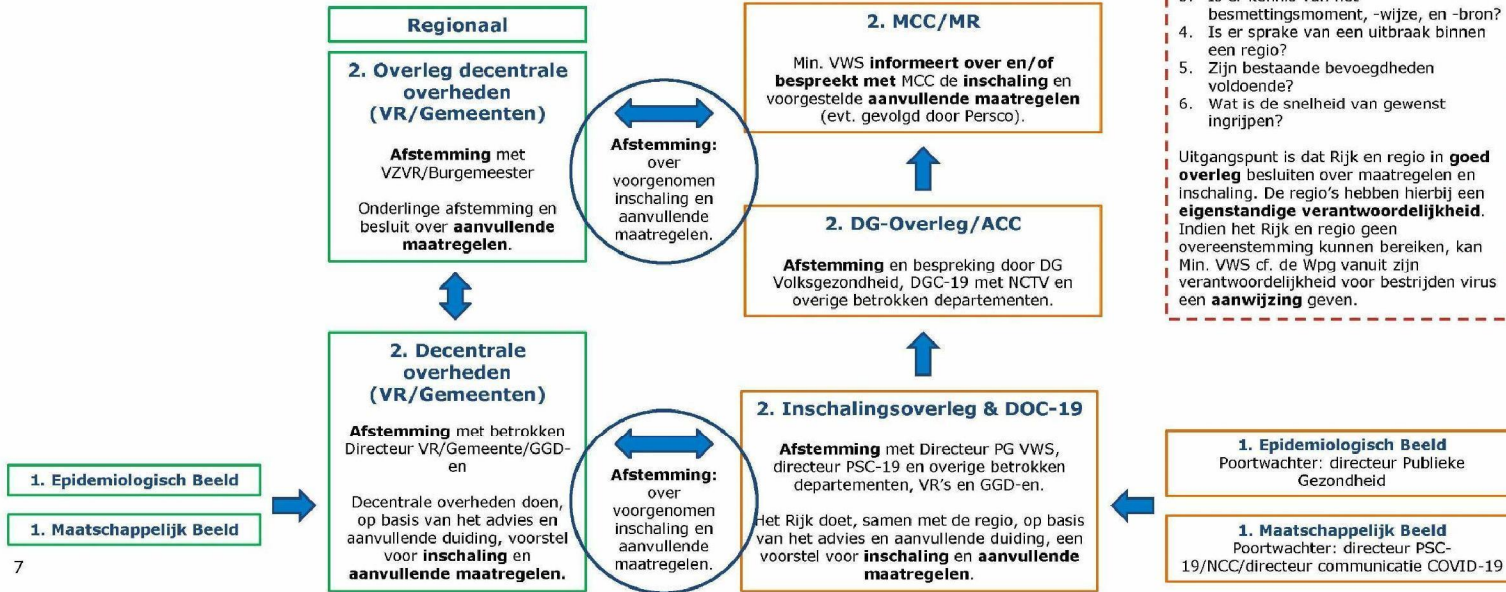 Regionaal
2. Overleg decentrale
overheden
(VR/Gemeenten)
Afstemming met
VZVR/Burgemeester
Onderlinge afstemming en
besluit over aanvullende
maatregelen.
Afstemming:
over
voorgenomen
inschaling en
aanvullende
maatregelen.
2. MCC/MR
Min. VWS informeert over en/of
bespreekt met MCC de inschaling en
voorgestelde aanvullende maatregelen
(evt. gevolgd door Persco).
2. DG-Overleg/ACC
Afstemming en bespreking door DG
Volksgezondheid, DGC-19 met NCTV en
overige betrokken departementen.
besmettingsmoment, -wijze, en -bron?
4. Is er sprake van een uitbraak binnen
een regio?
5. Zijn bestaande bevoegdheden
voldoende?
6. Wat is de snelheid van gewenst
ingrijpen?
Uitgangspunt is dat Rijk en regio in goed
overleg besluiten over maatregelen en
inschaling. De regio's hebben hierbij een
eigenstandige verantwoordelijkheid.
Indien het Rijk en regio geen
overeenstemming kunnen bereiken, kan
Min. VWS cf. de Wpg vanuit zijn
verantwoordelijkheid voor bestrijden virus
een aanwijzing geven.
1. Epidemiologisch Beeld
1. Maatschappelijk Beeld
2. Decentrale
overheden
(VR/Gemeenten)
Afstemming met betrokken
Directeur VR/Gemeente/GGD-
en
Decentrale overheden doen,
op basis van het advies en
aanvullende duiding, voorstel
voor inschaling en
aanvullende maatregelen.
Afstemming:
over
voorgenomen
inschaling en
aanvullende
maatregelen.
2. Inschalingsoverleg & DOC-19
Afstemming met Directeur PG VWS,
directeur PSC-19 en overige betrokken
departementen, VR's en GGD-en.
Het Rijk doet, samen met de regio, op basis
van het advies en aanvullende duiding, een
voorstel voor inschaling en aanvullende
maatregelen.
1. Epidemiologisch Beeld
Poortwachter: directeur Publieke
Gezondheid
1. Maatschappelijk Beeld
Poortwachter: directeur PSC-
19/NCC/directeur communicatie COVID-19
7